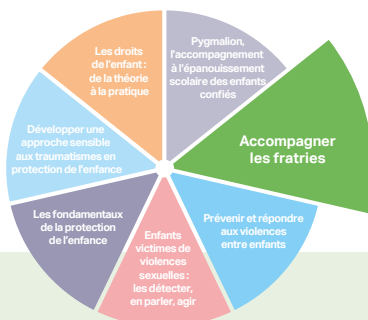 Pygmalion,
l'accompagnement
à l'épanouissement
scolaire des enfants
confiés
Accompagner
les fratries
Prévenir et répondre
aux violences
entre enfants
Enfants
victimes de
violences
sexuelles :
les détecter,
en parler, agir
Les fondamentaux
de la protection
de l'enfance
Développer une
approche sensible
aux traumatismes en
protection de l'enfance
Les droits
de l'enfant :
de la théorie
à la pratique